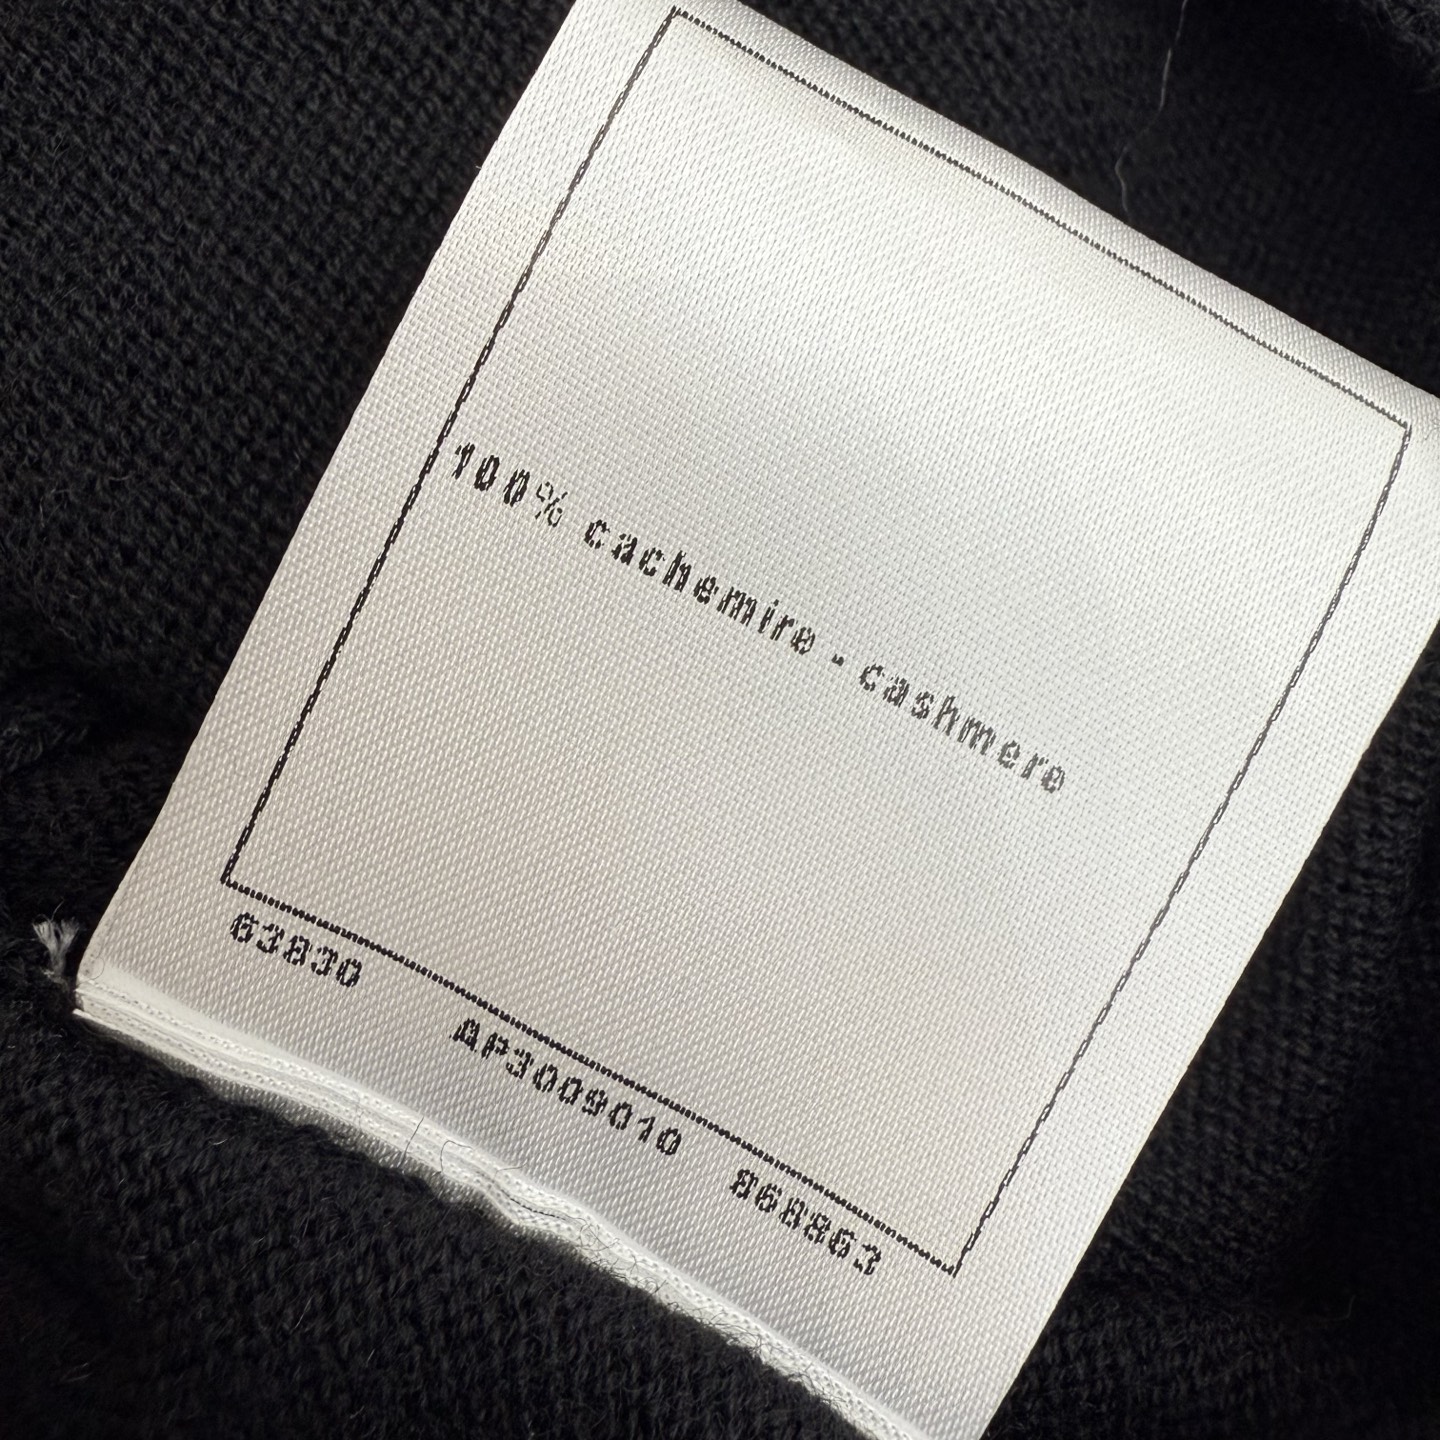 100% cachemire - cashmere
63830 AP3009010 868863